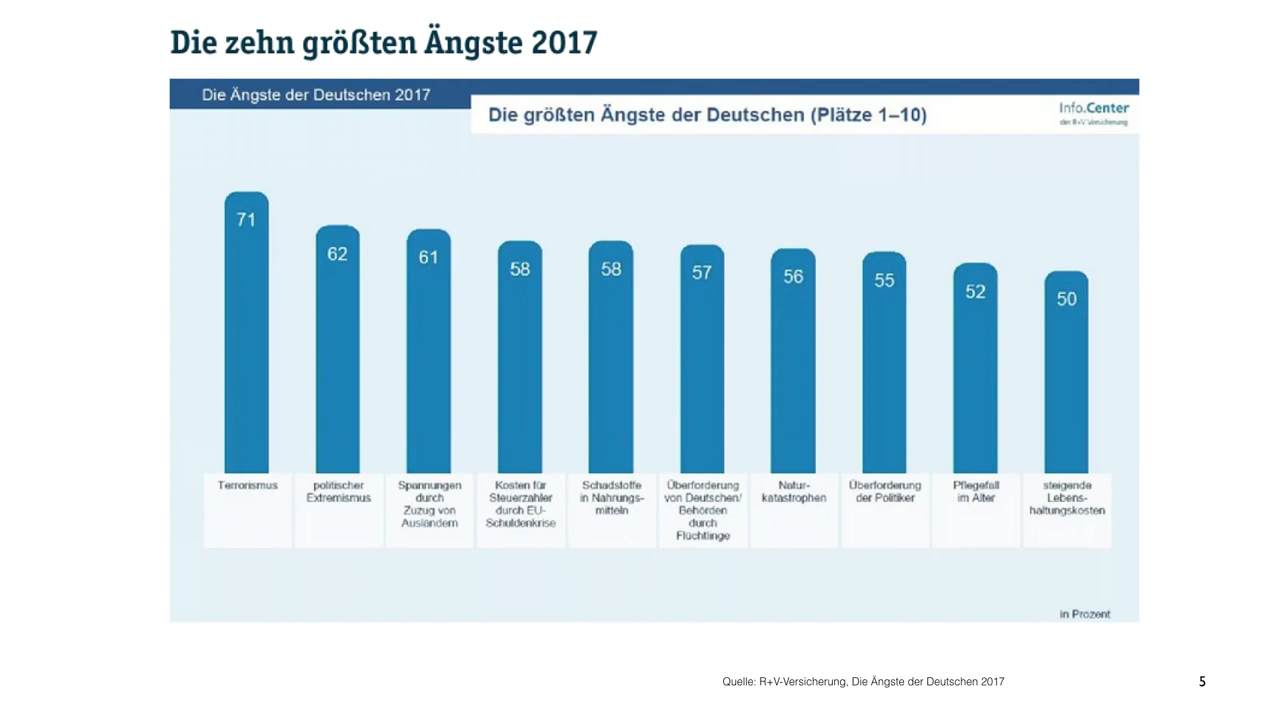 Die zehn größten Ängste 2017
Die Ängste der Deutschen 2017
Die größten Ängste der Deutschen (Plätze 1–10)
Info.Center
der R+V Versicherung
71
62
61
58
58
57
56
55
52
50
Terrorismus
politischer
Extremismus
Spannungen
durch
Zuzug von
Ausländern
Kosten für
Steuerzahler
durch EU-
Schuldenkrise
Schadstoffe
in Nahrungs-
mitteln
Überforderung
von Deutschen/
Behörden
durch
Flüchtlinge
Natur-
katastrophen
Überforderung
der Politiker
Pflegefall
im Alter
steigende
Lebens-
haltungskosten
in Prozent
Quelle: R+V-Versicherung, Die Ängste der Deutschen 2017
5